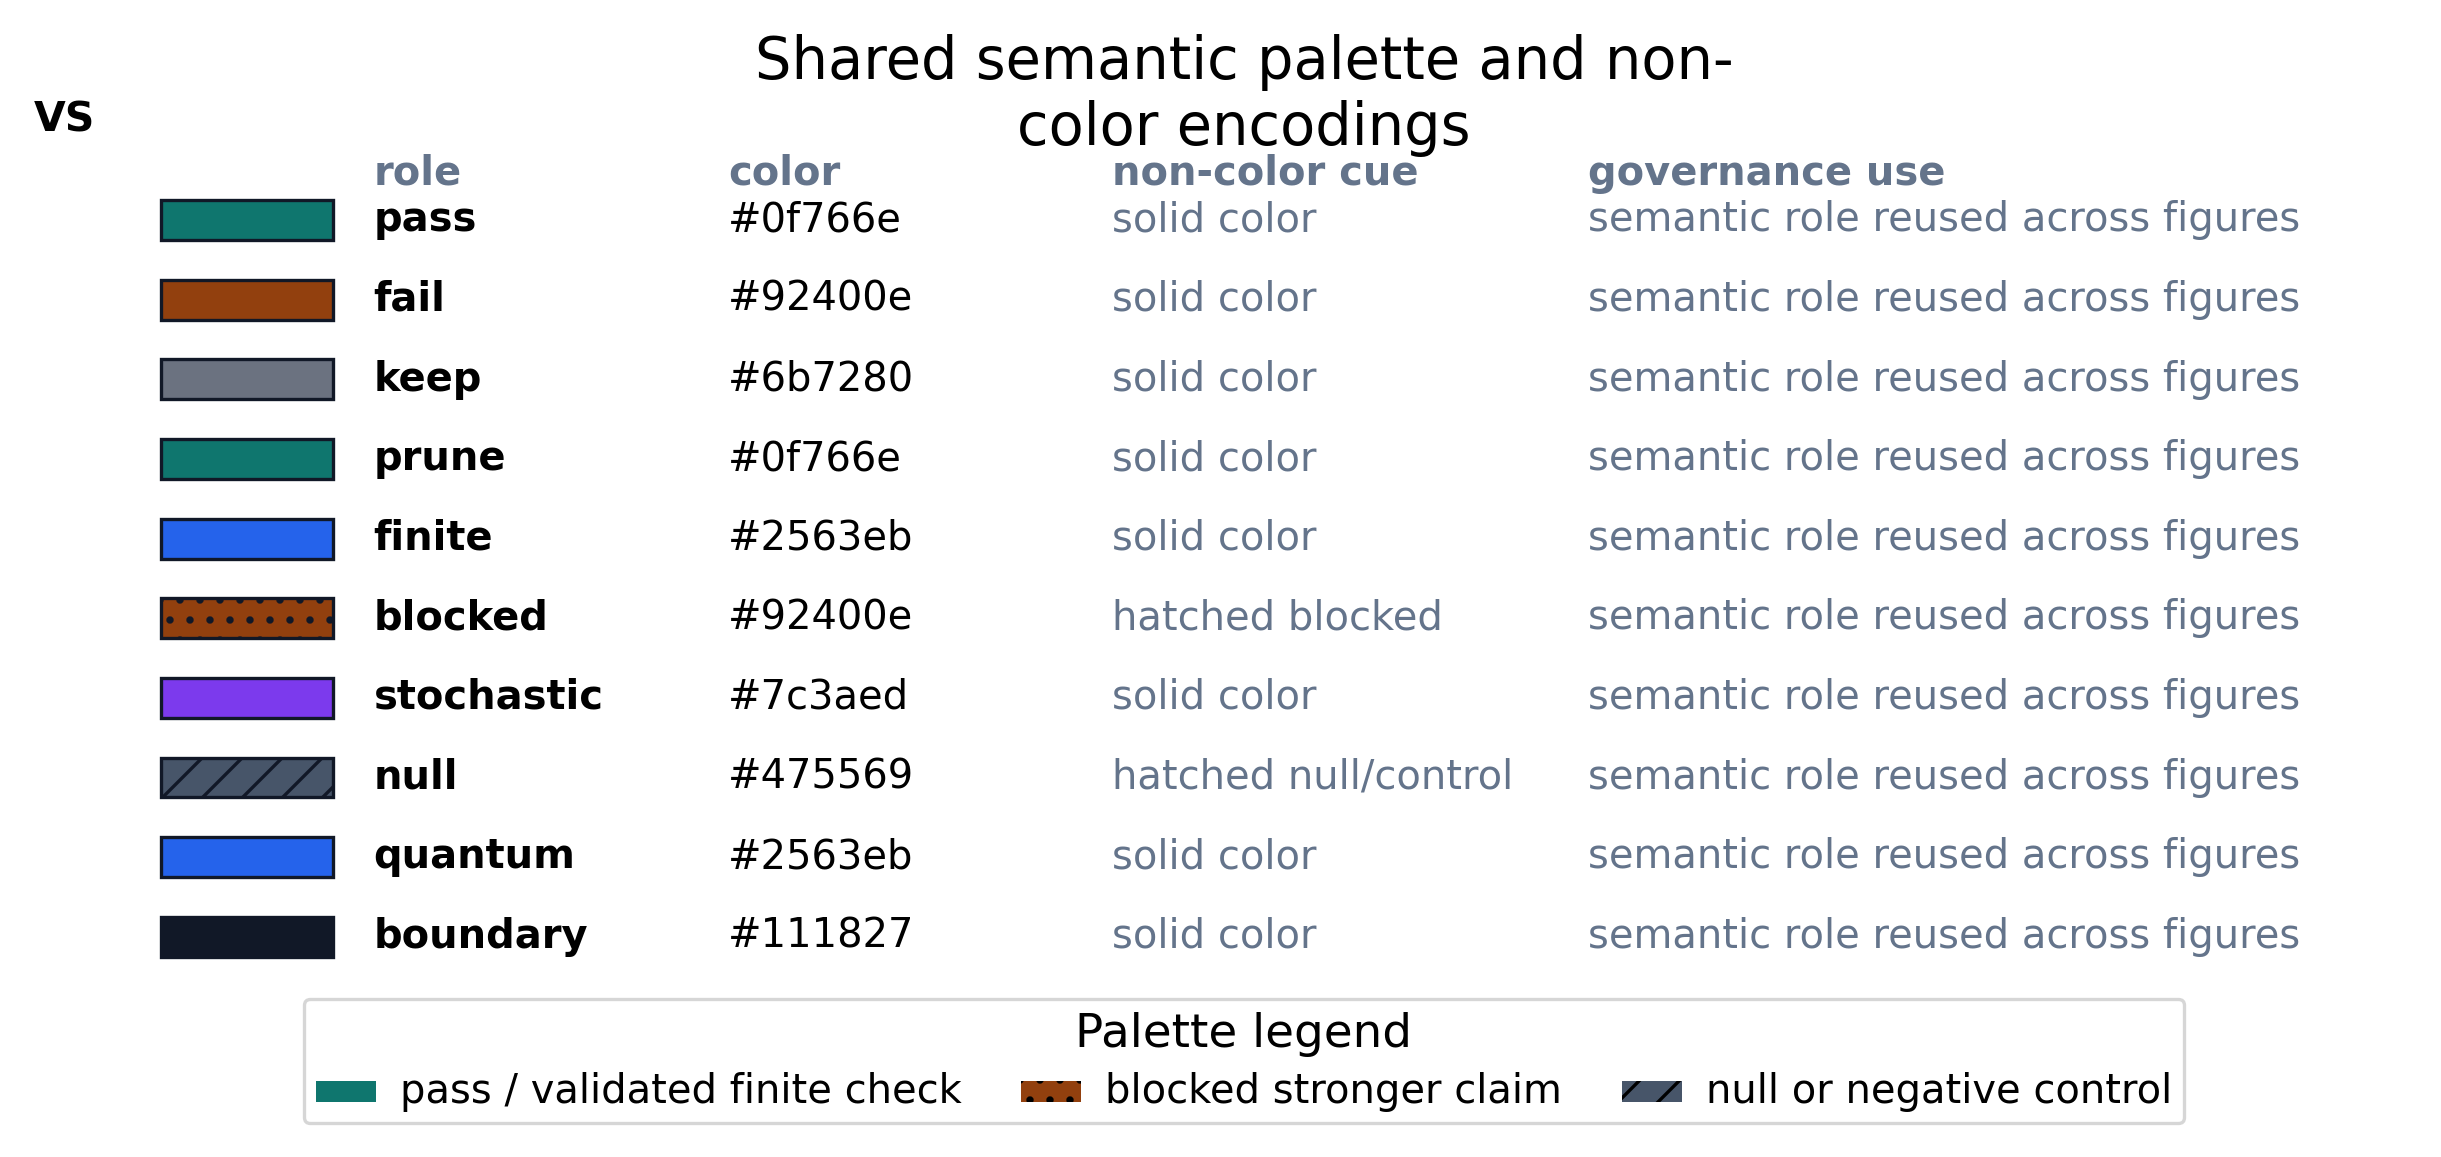 Shared semantic palette and non-
color encodings
VS
role color non-color cue governance use
pass #0f766e solid color semantic role reused across figures
fail #92400e solid color semantic role reused across figures
keep #6b7280 solid color semantic role reused across figures
prune #0f766e solid color semantic role reused across figures
finite #2563eb solid color semantic role reused across figures
blocked #92400e hatched blocked semantic role reused across figures
stochastic #7c3aed solid color semantic role reused across figures
null #475569 hatched null/control semantic role reused across figures
quantum #2563eb solid color semantic role reused across figures
boundary #111827 solid color semantic role reused across figures
Palette legend
pass / validated finite check blocked stronger claim null or negative control